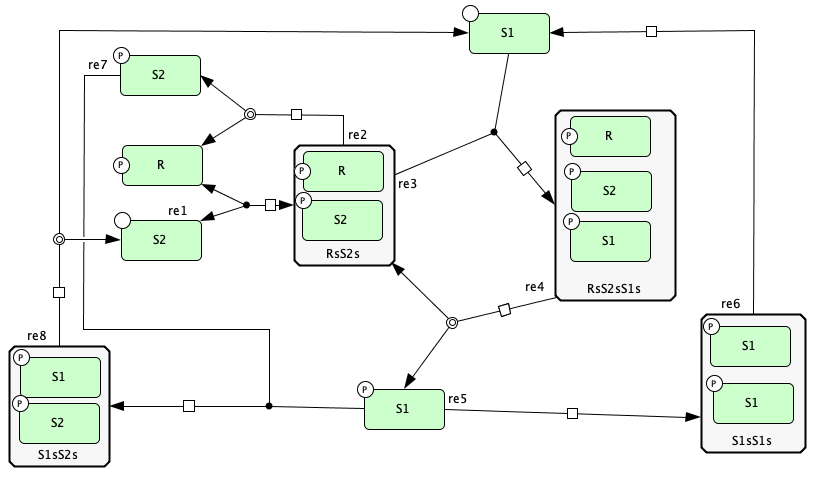 S1
P
S2
re7
re2
P
R
re1
S2
P
R
P
S2
RsS2s
re3
P
R
P
S2
P
S1
RsS2sS1s
re4
re8
P
S1
P
S2
S1sS2s
P
S1
re5
re6
P
S1
P
S1
S1sS1s